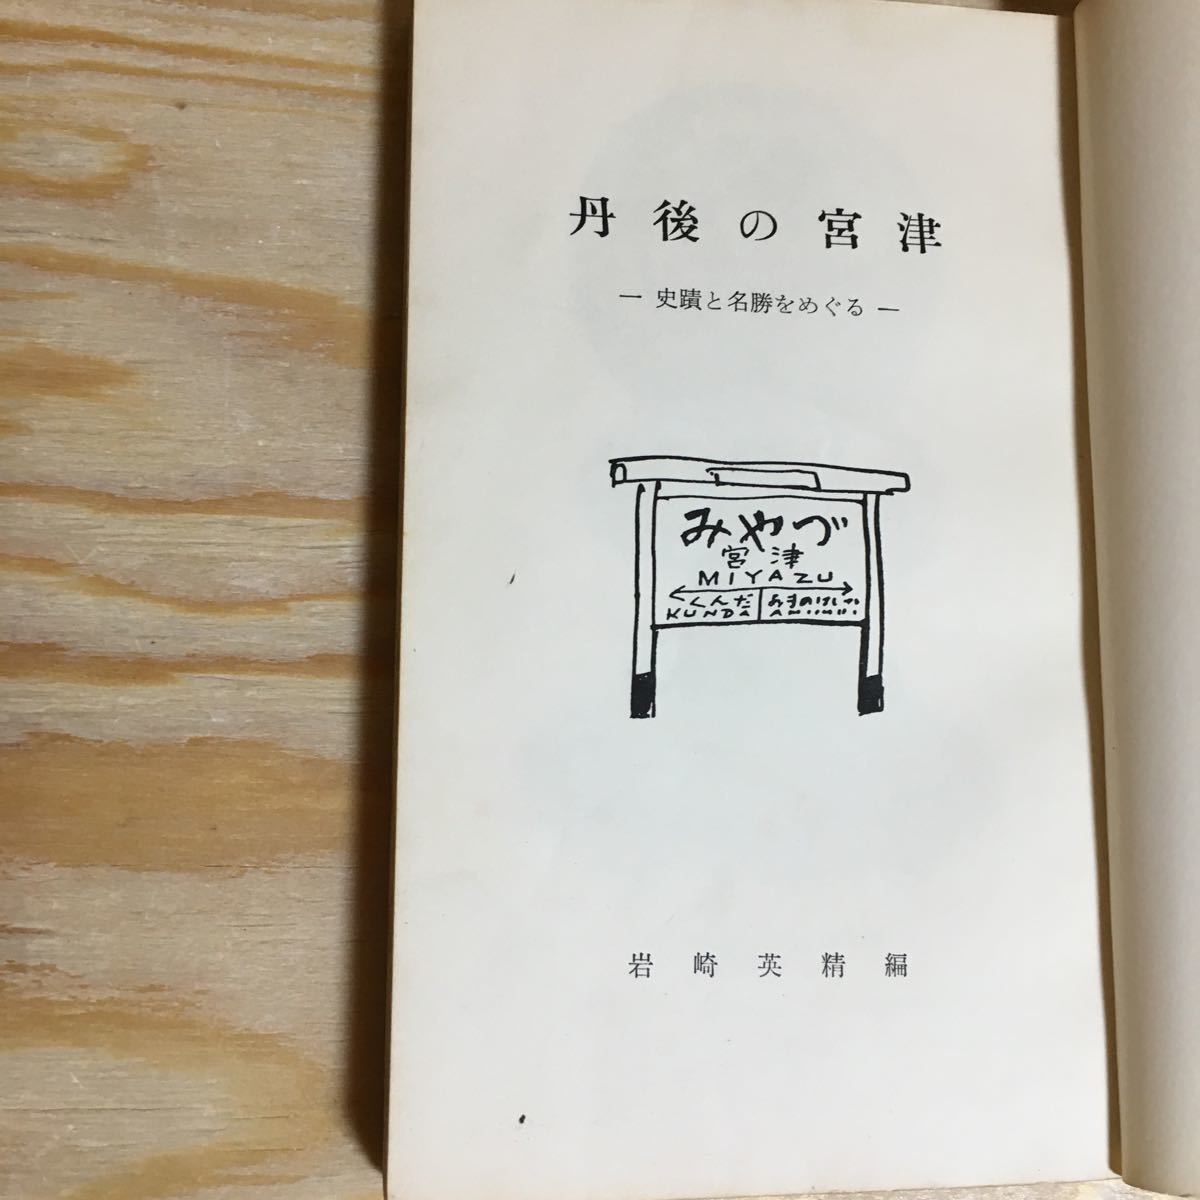 丹後の宮津
— 史蹟と名勝をめぐる —
みやづ
宮津
MIYAZU
くんだ
KUNDA
岩崎英精編